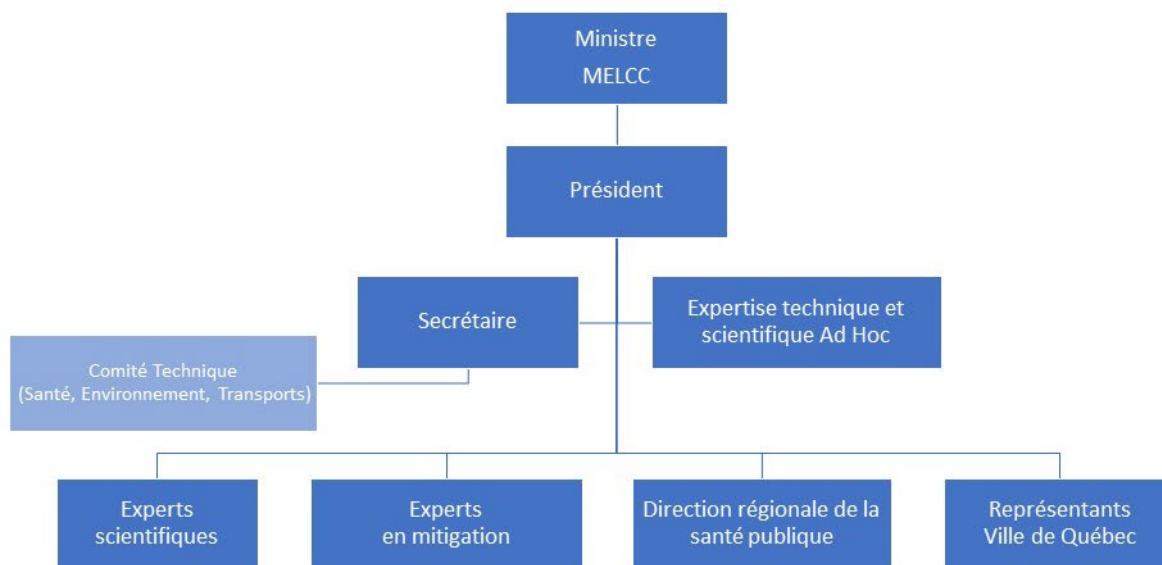 Ministre
MELCC
Président
Secrétaire
Expertise technique et
scientifique Ad Hoc
Comité Technique
(Santé, Environnement, Transports)
Experts
scientifiques
Experts
en mitigation
Direction régionale de la
santé publique
Représentants
Ville de Québec